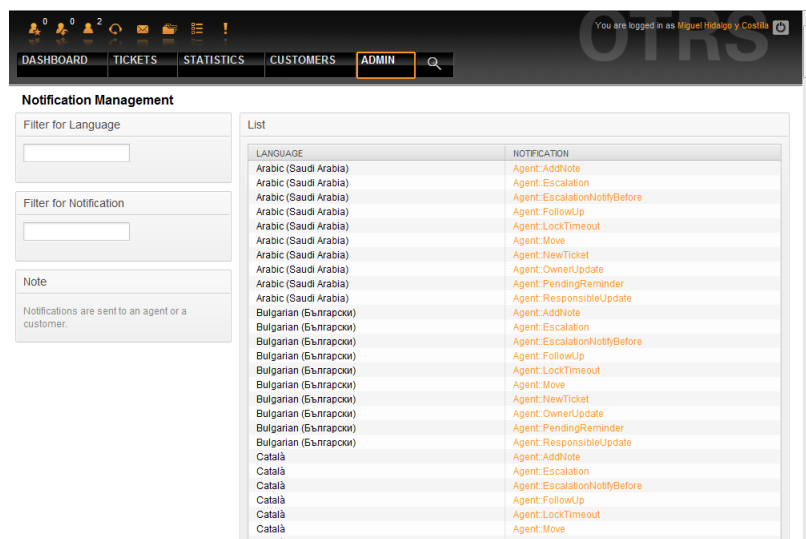 0 0 2 !
OTRS
You are logged in as Miguel Hidalgo y Costilla
DASHBOARD TICKETS STATISTICS CUSTOMERS ADMIN
Notification Management
Filter for Language
Filter for Notification
Note
Notifications are sent to an agent or a
customer.
List
LANGUAGE NOTIFICATION
Arabic (Saudi Arabia) Agent::AddNote
Arabic (Saudi Arabia) Agent::Escalation
Arabic (Saudi Arabia) Agent::EscalationNotifyBefore
Arabic (Saudi Arabia) Agent::FollowUp
Arabic (Saudi Arabia) Agent::LockTimeout
Arabic (Saudi Arabia) Agent::Move
Arabic (Saudi Arabia) Agent::NewTicket
Arabic (Saudi Arabia) Agent::OwnerUpdate
Arabic (Saudi Arabia) Agent::PendingReminder
Arabic (Saudi Arabia) Agent::ResponsibleUpdate
Bulgarian (Български) Agent::AddNote
Bulgarian (Български) Agent::Escalation
Bulgarian (Български) Agent::EscalationNotifyBefore
Bulgarian (Български) Agent::FollowUp
Bulgarian (Български) Agent::LockTimeout
Bulgarian (Български) Agent::Move
Bulgarian (Български) Agent::NewTicket
Bulgarian (Български) Agent::OwnerUpdate
Bulgarian (Български) Agent::PendingReminder
Bulgarian (Български) Agent::ResponsibleUpdate
Català Agent::AddNote
Català Agent::Escalation
Català Agent::EscalationNotifyBefore
Català Agent::FollowUp
Català Agent::LockTimeout
Català Agent::Move